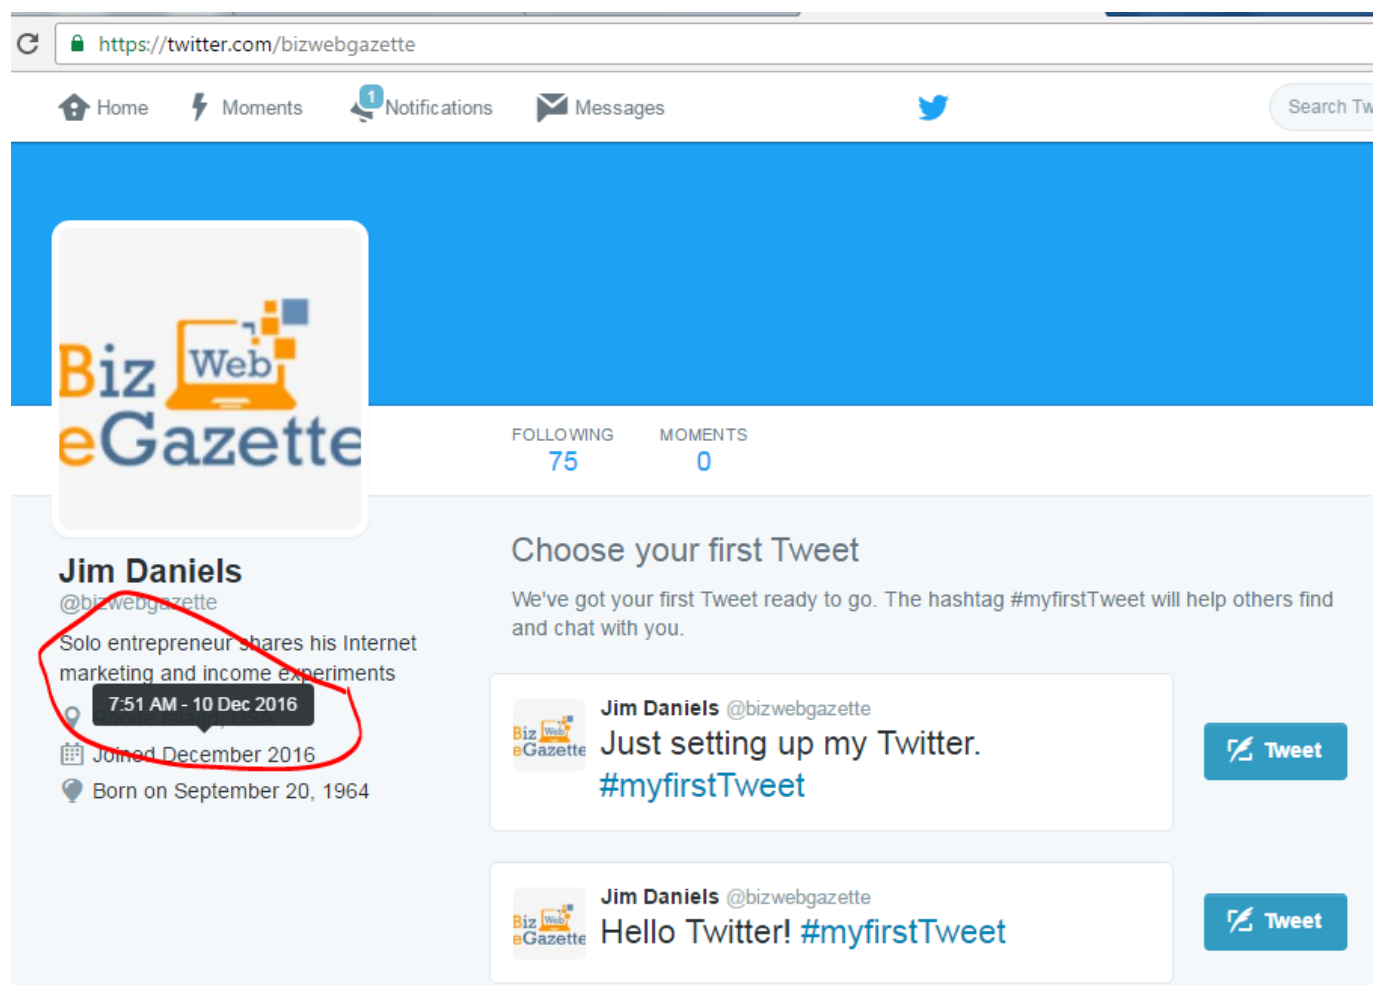 https://twitter.com/bizwebgazette
Home Moments 1 Notifications Messages Search Tw
Biz Web
eGazette
FOLLOWING MOMENTS
75 0
Jim Daniels
@bizwebgazette
Solo entrepreneur shares his Internet
marketing and income experiments
7:51 AM - 10 Dec 2016
Rhode Island, USA
Joined December 2016
Born on September 20, 1964
Choose your first Tweet
We've got your first Tweet ready to go. The hashtag #myfirstTweet will help others find
and chat with you.
Biz Web
eGazette
Jim Daniels @bizwebgazette
Just setting up my Twitter.
#myfirstTweet
Tweet
Biz Web
eGazette
Jim Daniels @bizwebgazette
Hello Twitter! #myfirstTweet
Tweet